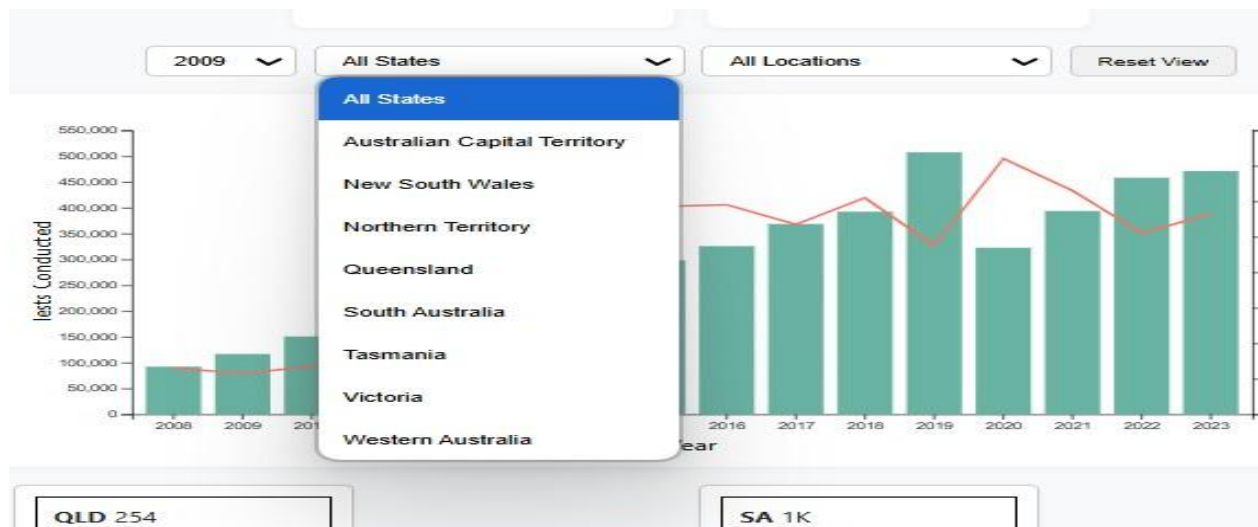 2009
All States
All Locations
Reset View
All States
Australian Capital Territory
New South Wales
Northern Territory
Queensland
South Australia
Tasmania
Victoria
Western Australia
550,000
500,000
450,000
400,000
350,000
300,000
250,000
200,000
150,000
100,000
50,000
0
Tests Conducted
2008 2009 201 2016 2017 2018 2019 2020 2021 2022 2023
ear
QLD 254
SA 1K